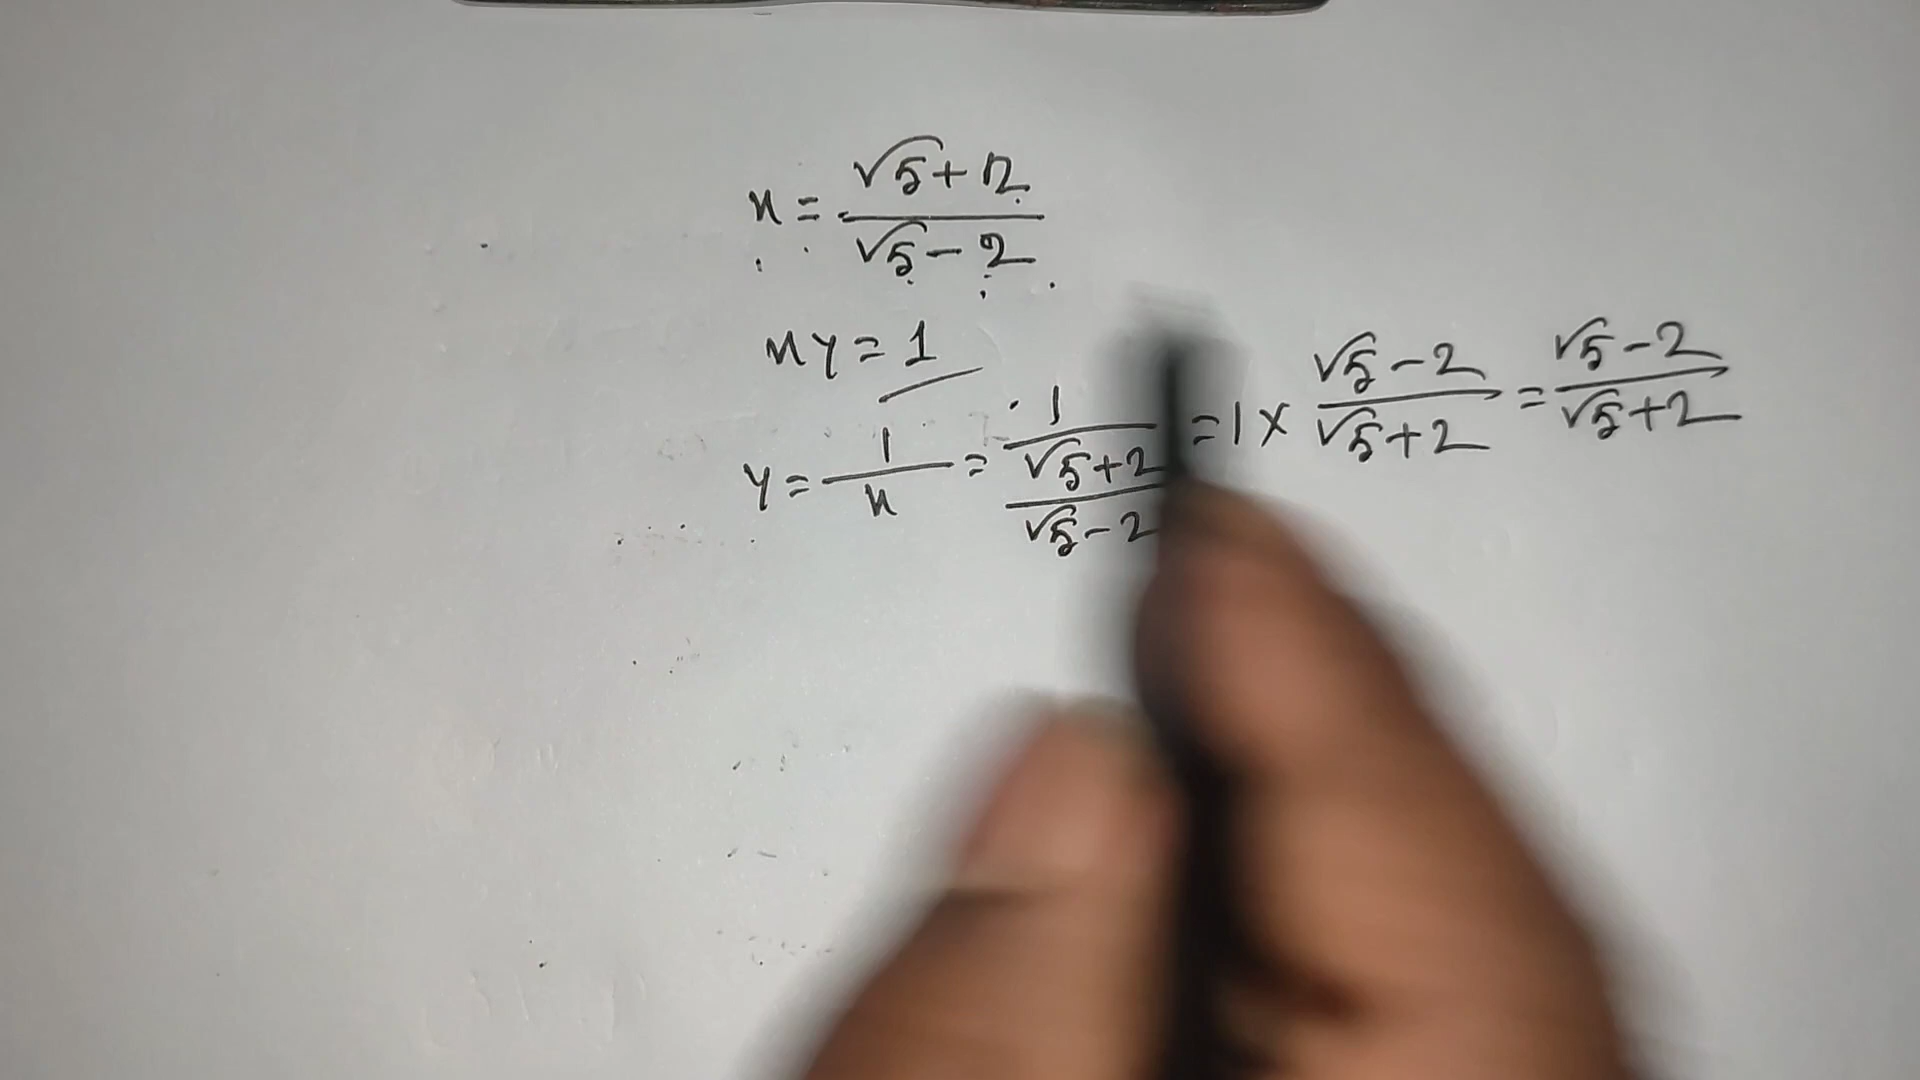 x = (√5 + 2)/(√5 - 2)
xy = 1
y = 1/x = 1/((√5+2)/(√5-2)) = 1 × (√5-2)/(√5+2) = (√5-2)/(√5+2)